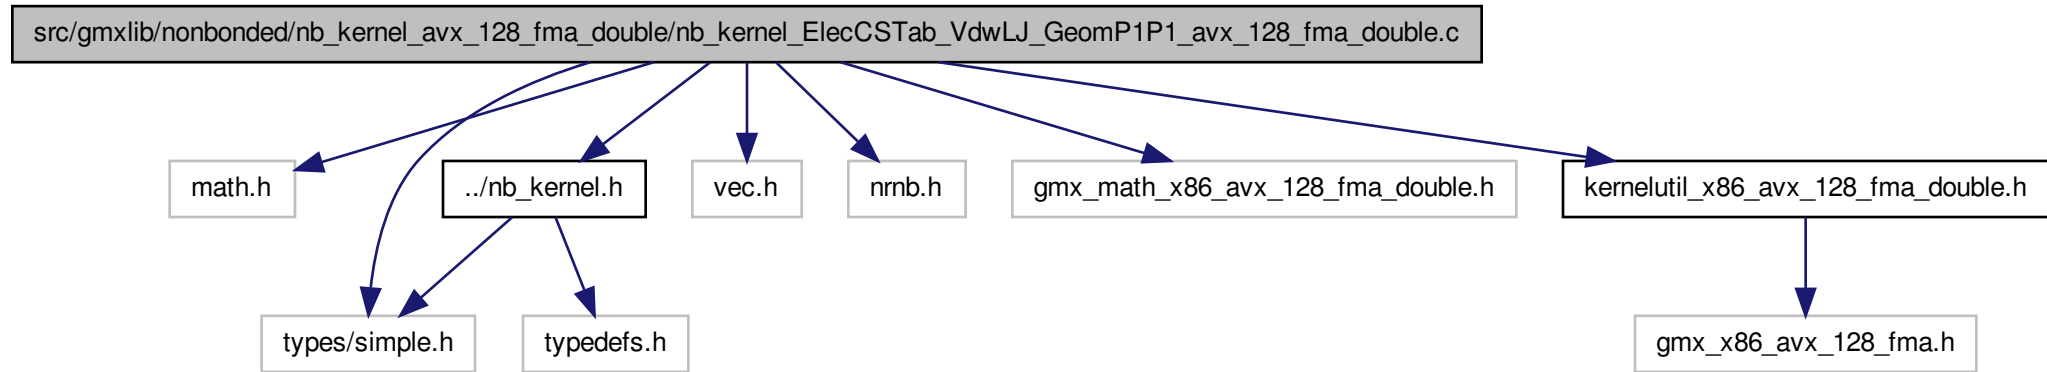 src/gmxlib/nonbonded/nb_kernel_avx_128_fma_double/nb_kernel_ElecCSTab_VdwLJ_GeomP1P1_avx_128_fma_double.c
math.h
../nb_kernel.h
vec.h
nrnb.h
gmx_math_x86_avx_128_fma_double.h
kernelutil_x86_avx_128_fma_double.h
types/simple.h
typedefs.h
gmx_x86_avx_128_fma.h